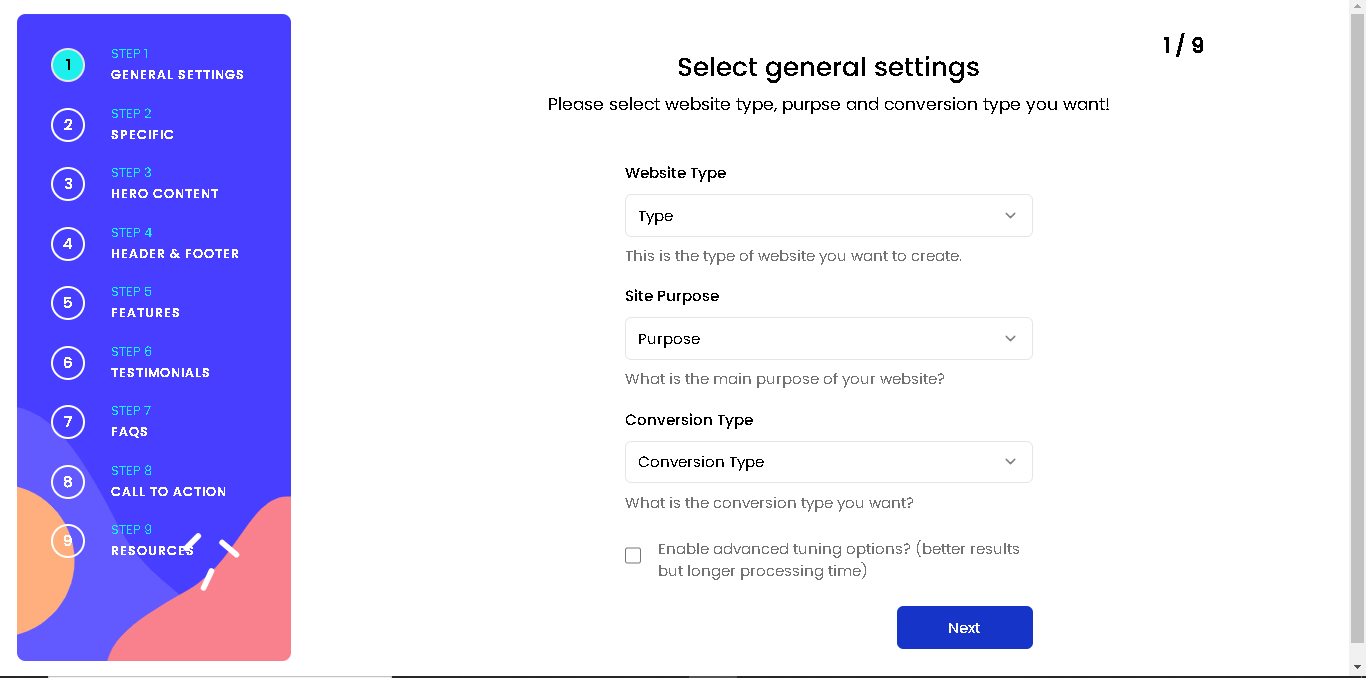 1
STEP 1
GENERAL SETTINGS
2
STEP 2
SPECIFIC
3
STEP 3
HERO CONTENT
4
STEP 4
HEADER & FOOTER
5
STEP 5
FEATURES
6
STEP 6
TESTIMONIALS
7
STEP 7
FAQS
8
STEP 8
CALL TO ACTION
9
STEP 9
RESOURCES
1 / 9
Select general settings
Please select website type, purpse and conversion type you want!
Website Type
Type
This is the type of website you want to create.
Site Purpose
Purpose
What is the main purpose of your website?
Conversion Type
Conversion Type
What is the conversion type you want?
Enable advanced tuning options? (better results
but longer processing time)
Next